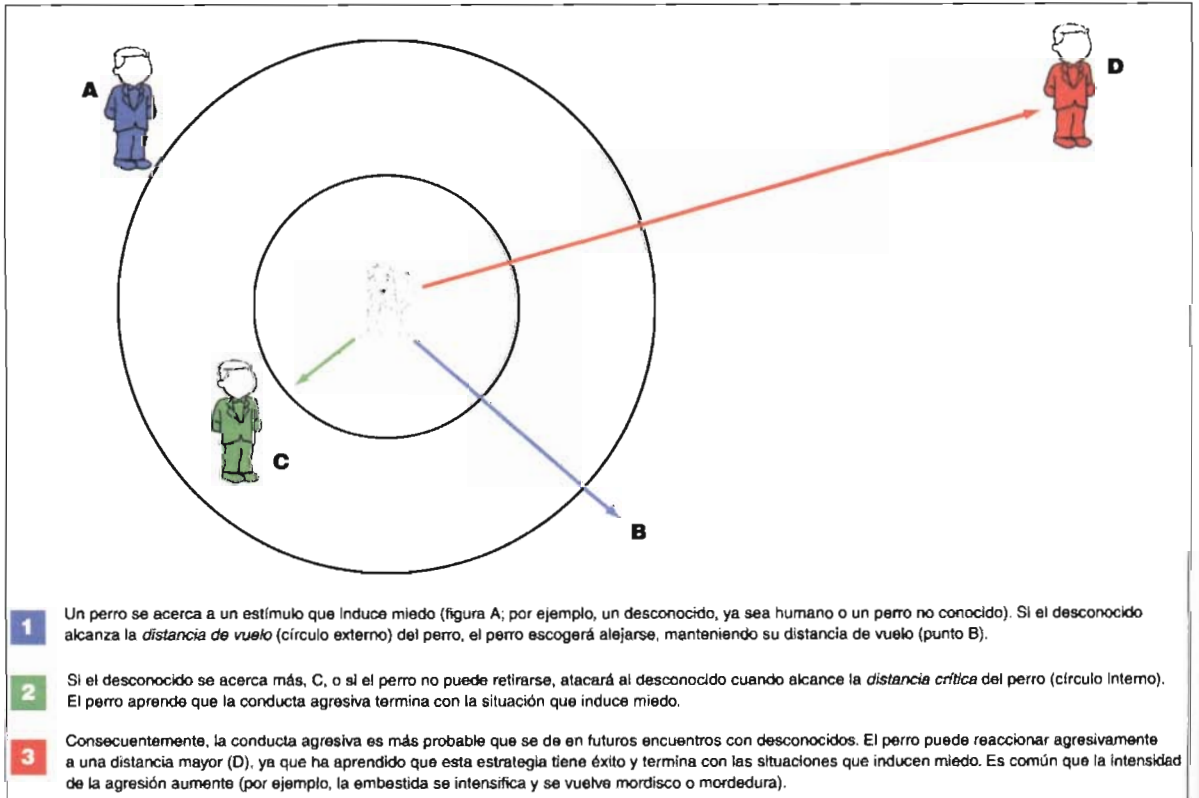 A
D
C
B
1
Un perro se acerca a un estímulo que induce miedo (figura A; por ejemplo, un desconocido, ya sea humano o un perro no conocido). Si el desconocido
alcanza la distancia de vuelo (círculo externo) del perro, el perro escogerá alejarse, manteniendo su distancia de vuelo (punto B).
2
Si el desconocido se acerca más, C, o si el perro no puede retirarse, atacará al desconocido cuando alcance la distancia crítica del perro (círculo interno).
El perro aprende que la conducta agresiva termina con la situación que induce miedo.
3
Consecuentemente, la conducta agresiva es más probable que se de en futuros encuentros con desconocidos. El perro puede reaccionar agresivamente
a una distancia mayor (D), ya que ha aprendido que esta estrategia tiene éxito y termina con las situaciones que inducen miedo. Es común que la intensidad
de la agresión aumente (por ejemplo, la embestida se intensifica y se vuelve mordisco o mordedura).